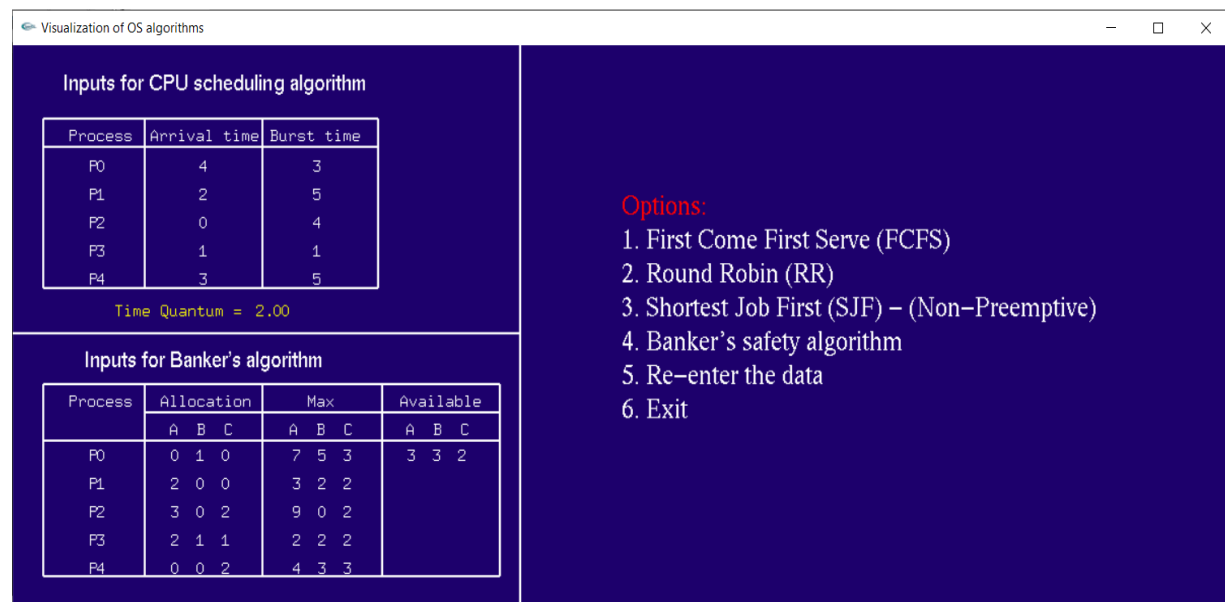 Visualization of OS algorithms
Inputs for CPU scheduling algorithm
Process Arrival time Burst time
P0 4 3
P1 2 5
P2 0 4
P3 1 1
P4 3 5
Time Quantum = 2.00
Inputs for Banker's algorithm
Process Allocation Max Available
A B C A B C A B C
P0 0 1 0 7 5 3 3 3 2
P1 2 0 0 3 2 2
P2 3 0 2 9 0 2
P3 2 1 1 2 2 2
P4 0 0 2 4 3 3
Options:
1. First Come First Serve (FCFS)
2. Round Robin (RR)
3. Shortest Job First (SJF) – (Non–Preemptive)
4. Banker's safety algorithm
5. Re–enter the data
6. Exit